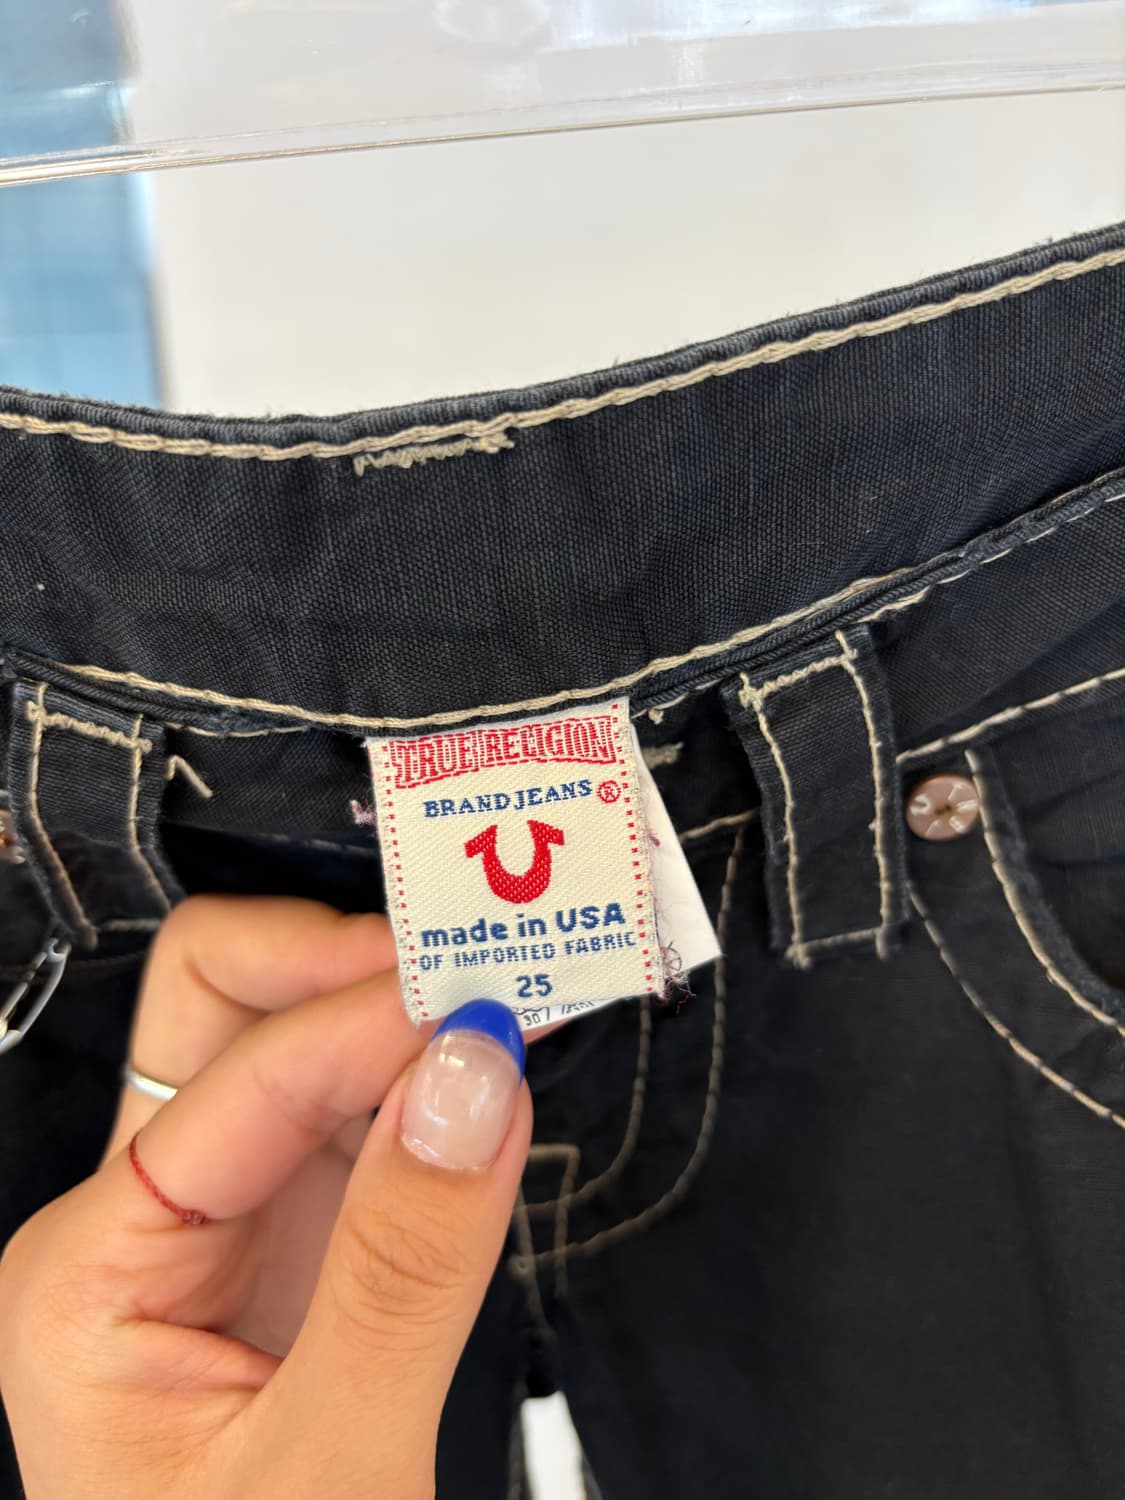 TRUE RELIGION
BRAND JEANS ®
made in USA
OF IMPORTED FABRIC
25